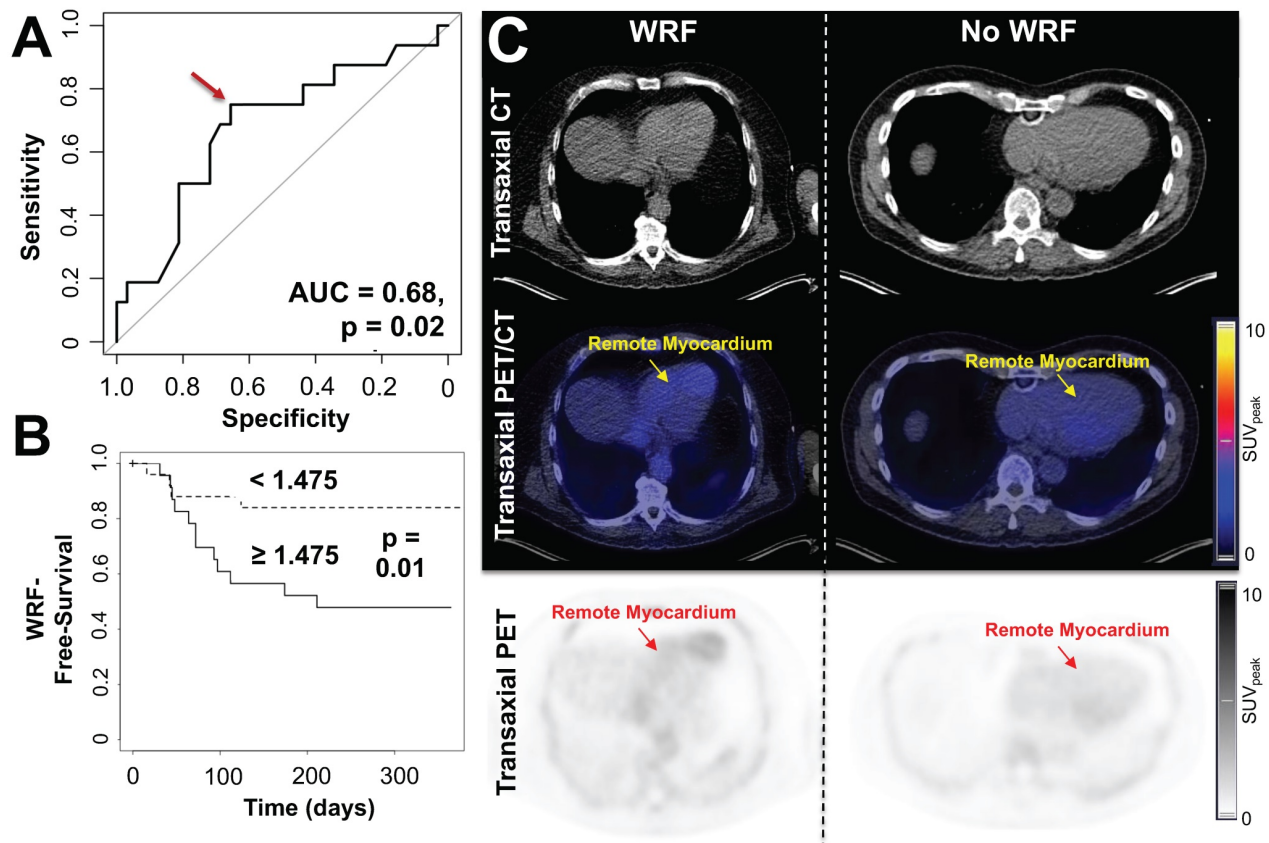 A
1.0
0.8
0.6
0.4
0.2
0
Sensitivity
AUC = 0.68,
p = 0.02
1.0 0.8 0.6 0.4 0.2 0
Specificity
B
1.0
0.8
0.6
0.4
0.2
0
WRF-
Free-Survival
< 1.475
≥ 1.475
p =
0.01
0 100 200 300
Time (days)
C
WRF
No WRF
Transaxial CT
Transaxial PET/CT
Remote Myocardium
Remote Myocardium
10
SUVpeak
0
Transaxial PET
Remote Myocardium
Remote Myocardium
10
SUVpeak
0